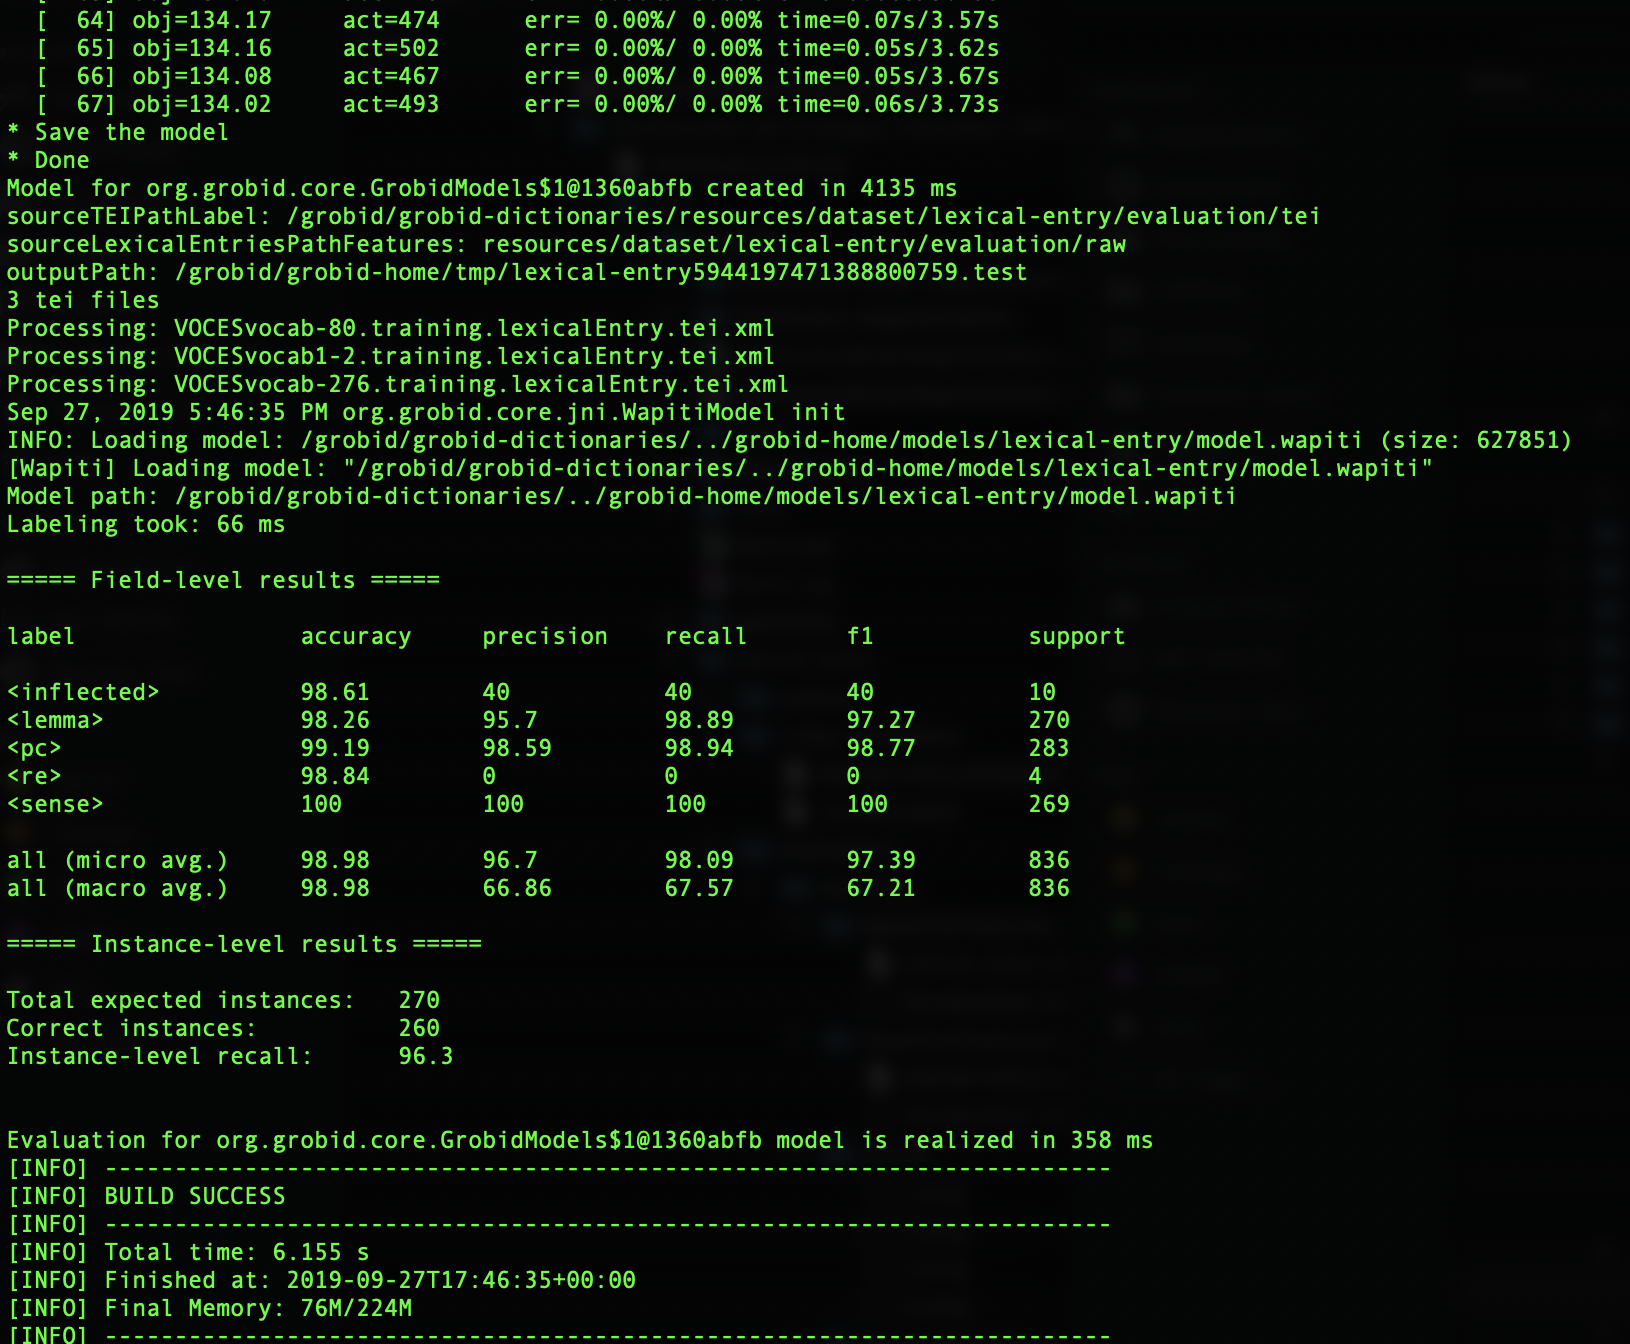 [  64] obj=134.17     act=474      err= 0.00%/ 0.00% time=0.07s/3.57s
[  65] obj=134.16     act=502      err= 0.00%/ 0.00% time=0.05s/3.62s
[  66] obj=134.08     act=467      err= 0.00%/ 0.00% time=0.05s/3.67s
[  67] obj=134.02     act=493      err= 0.00%/ 0.00% time=0.06s/3.73s
* Save the model
* Done
Model for org.grobid.core.GrobidModels$1@1360abfb created in 4135 ms
sourceTEIPathLabel: /grobid/grobid-dictionaries/resources/dataset/lexical-entry/evaluation/tei
sourceLexicalEntriesPathFeatures: resources/dataset/lexical-entry/evaluation/raw
outputPath: /grobid/grobid-home/tmp/lexical-entry5944197471388800759.test
3 tei files
Processing: VOCESvocab-80.training.lexicalEntry.tei.xml
Processing: VOCESvocab1-2.training.lexicalEntry.tei.xml
Processing: VOCESvocab-276.training.lexicalEntry.tei.xml
Sep 27, 2019 5:46:35 PM org.grobid.core.jni.WapitiModel init
INFO: Loading model: /grobid/grobid-dictionaries/../grobid-home/models/lexical-entry/model.wapiti (size: 627851)
[Wapiti] Loading model: "/grobid/grobid-dictionaries/../grobid-home/models/lexical-entry/model.wapiti"
Model path: /grobid/grobid-dictionaries/../grobid-home/models/lexical-entry/model.wapiti
Labeling took: 66 ms
===== Field-level results =====
label                accuracy     precision    recall       f1           support
<inflected>          98.61        40           40           40           10
<lemma>              98.26        95.7         98.89        97.27        270
<pc>                 99.19        98.59        98.94        98.77        283
<re>                 98.84        0            0            0            4
<sense>              100          100          100          100          269
all (micro avg.)     98.98        96.7         98.09        97.39        836
all (macro avg.)     98.98        66.86        67.57        67.21        836
===== Instance-level results =====
Total expected instances:   270
Correct instances:          260
Instance-level recall:      96.3
Evaluation for org.grobid.core.GrobidModels$1@1360abfb model is realized in 358 ms
[INFO] ------------------------------------------------------------------------
[INFO] BUILD SUCCESS
[INFO] ------------------------------------------------------------------------
[INFO] Total time: 6.155 s
[INFO] Finished at: 2019-09-27T17:46:35+00:00
[INFO] Final Memory: 76M/224M
[INFO] ------------------------------------------------------------------------